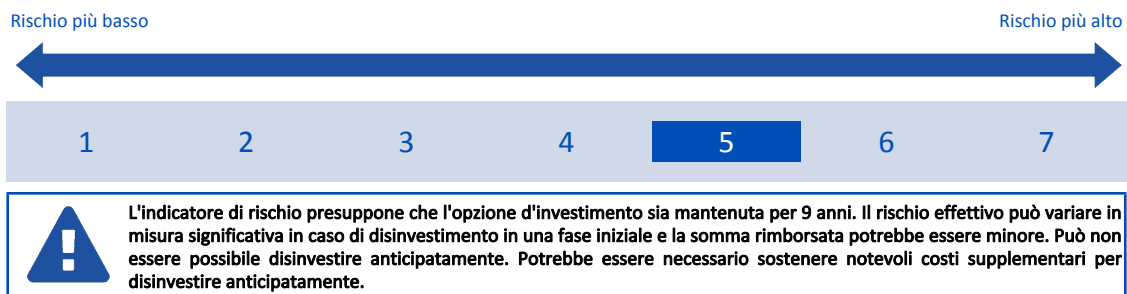 Rischio più basso Rischio più alto
1 2 3 4 5 6 7
L'indicatore di rischio presuppone che l'opzione d'investimento sia mantenuta per 9 anni. Il rischio effettivo può variare in
misura significativa in caso di disinvestimento in una fase iniziale e la somma rimborsata potrebbe essere minore. Può non
essere possibile disinvestire anticipatamente. Potrebbe essere necessario sostenere notevoli costi supplementari per
disinvestire anticipatamente.